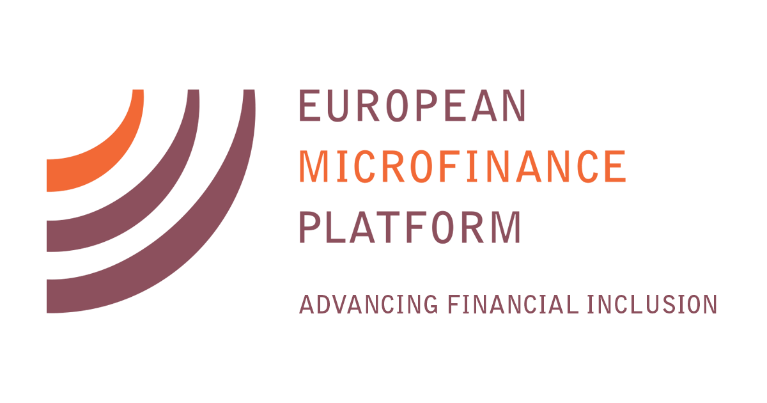 EUROPEAN
MICROFINANCE
PLATFORM
ADVANCING FINANCIAL INCLUSION